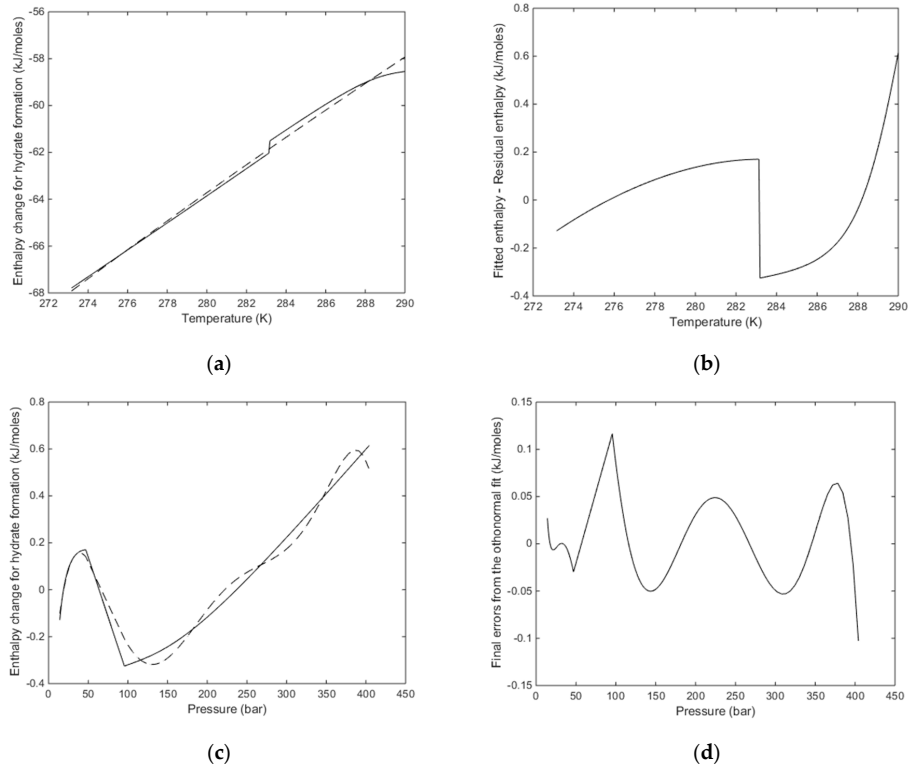 Enthalpy change for hydrate formation (kJ/moles)
-56
-58
-60
-62
-64
-66
-68
272 274 276 278 280 282 284 286 288 290
Temperature (K)
(a)
Fitted enthalpy - Residual enthalpy (kJ/moles)
0.8
0.6
0.4
0.2
0
-0.2
-0.4
272 274 276 278 280 282 284 286 288 290
Temperature (K)
(b)
Enthalpy change for hydrate formation (kJ/moles)
0.8
0.6
0.4
0.2
0
-0.2
-0.4
0 50 100 150 200 250 300 350 400 450
Pressure (bar)
(c)
Final errors from the othonormal fit (kJ/moles)
0.15
0.1
0.05
0
-0.05
-0.1
-0.15
0 50 100 150 200 250 300 350 400 450
Pressure (bar)
(d)